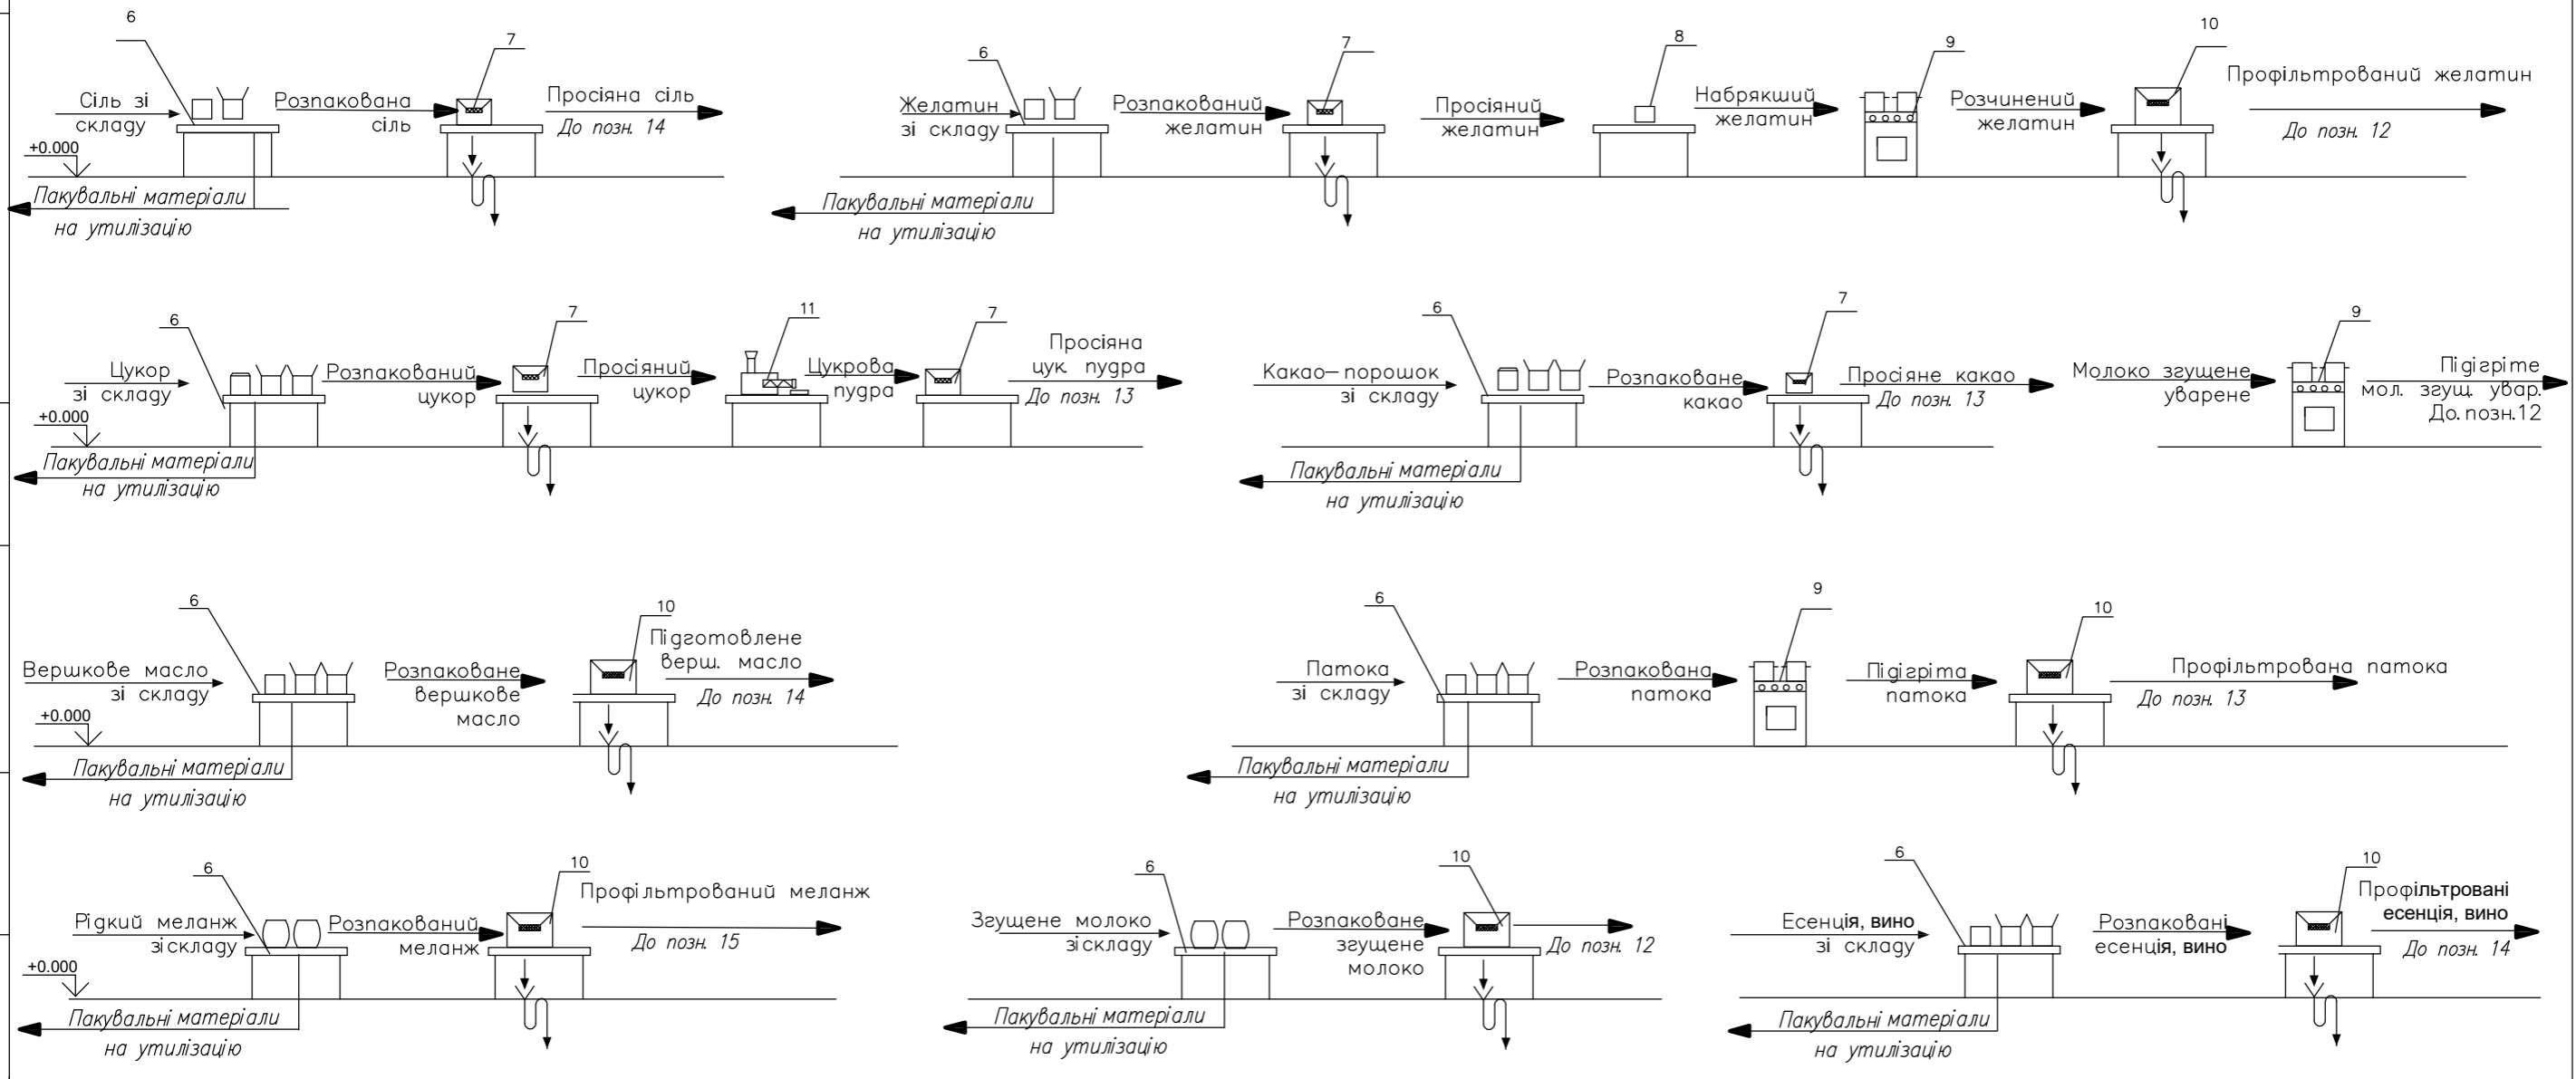 6
7
Сіль зі
складу
Розпакована
сіль
Просіяна сіль
До позн. 14
+0.000
Пакувальні матеріали
на утилізацію
6
7
8
9
10
Желатин
зі складу
Розпакований
желатин
Просіяний
желатин
Набрякший
желатин
Розчинений
желатин
Профільтрований желатин
До позн. 12
Пакувальні матеріали
на утилізацію
6
7
11
7
Цукор
зі складу
Розпакований
цукор
Просіяний
цукор
Цукрова
пудра
Просіяна
цук. пудра
До позн. 13
+0.000
Пакувальні матеріали
на утилізацію
6
7
Какао-порошок
зі складу
Розпаковане
какао
Просіяне какао
До позн. 13
Пакувальні матеріали
на утилізацію
9
Молоко згущене
уварене
Підігріте
мол. згущ. увар.
До.позн.12
6
10
Вершкове масло
зі складу
Розпаковане
вершкове
масло
Підготовлене
верш. масло
До позн. 14
+0.000
Пакувальні матеріали
на утилізацію
6
9
10
Патока
зі складу
Розпакована
патока
Підігріта
патока
Профільтрована патока
До позн. 13
Пакувальні матеріали
на утилізацію
6
10
Рідкий меланж
зіскладу
Розпакований
меланж
Профільтрований меланж
До позн. 15
+0.000
Пакувальні матеріали
на утилізацію
6
10
Згущене молоко
зіскладу
Розпаковане
згущене
молоко
До позн. 12
Пакувальні матеріали
на утилізацію
6
10
Есенція, вино
зі складу
Розпаковані
есенція, вино
Профільтровані
есенція, вино
До позн. 14
Пакувальні матеріали
на утилізацію